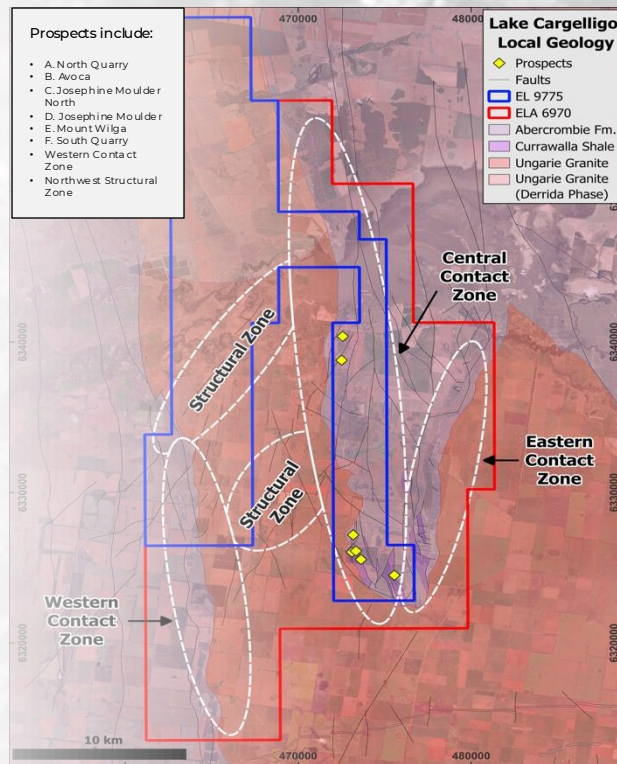 Prospects include:
• A. North Quarry
• B. Avoca
• C. Josephine Moulder
North
• D. Josephine Moulder
• E. Mount Wilga
• F. South Quarry
• Western Contact
Zone
• Northwest Structural
Zone
470000
480000
Lake Cargelligo
Local Geology
Prospects
Faults
EL 9775
ELA 6970
Abercrombie Fm.
Currawalla Shale
Ungarie Granite
Ungarie Granite
(Derrida Phase)
Central
Contact
Zone
6340000
Structural Zone
Eastern
Contact
Zone
6330000
Structural
Zone
Western
Contact
Zone
6320000
10 km
470000
480000